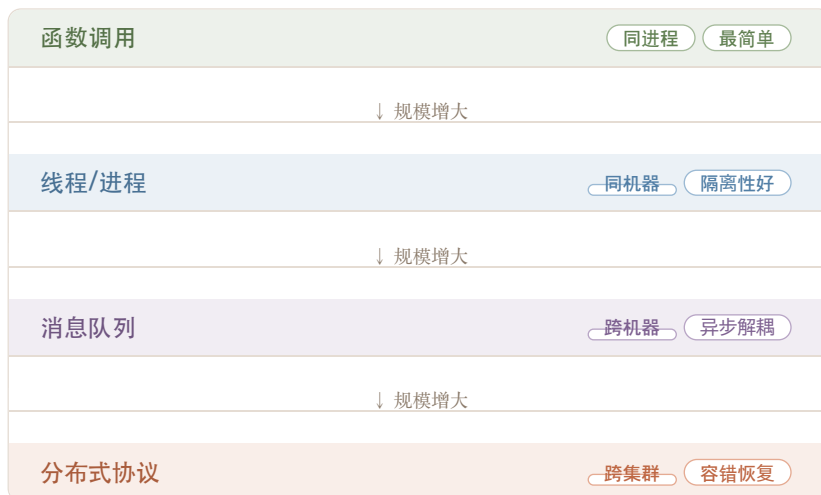 函数调用 同进程 最简单
↓ 规模增大
线程/进程 同机器 隔离性好
↓ 规模增大
消息队列 跨机器 异步解耦
↓ 规模增大
分布式协议 跨集群 容错恢复